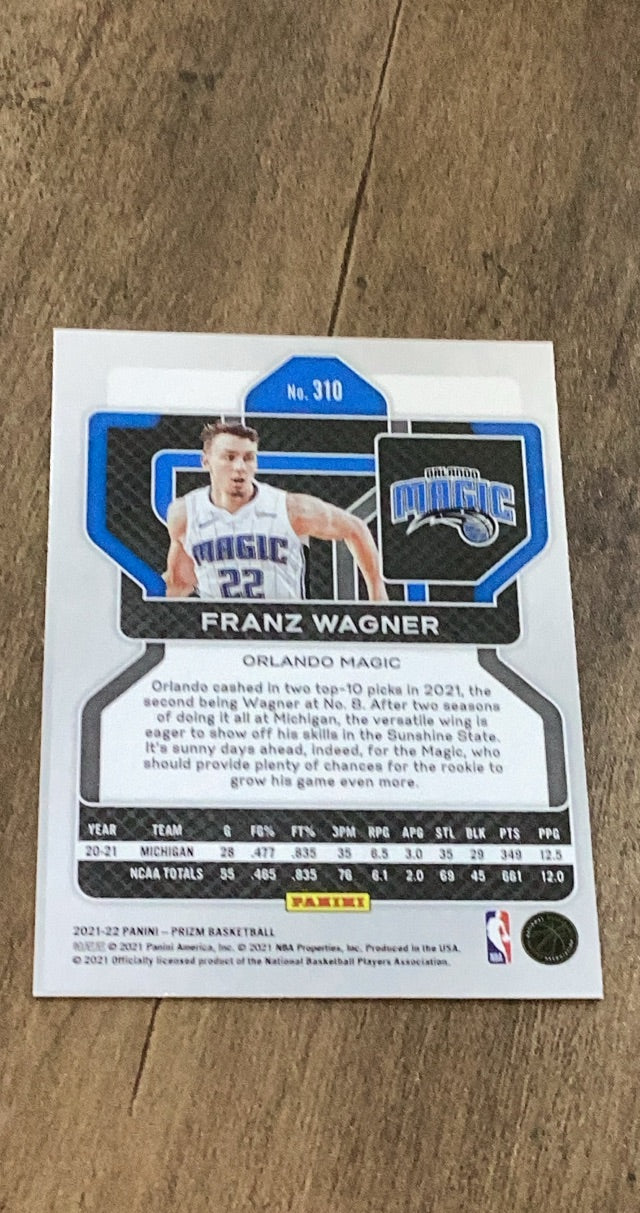 No. 310
ORLANDO
MAGIC
MAGIC
22
FRANZ WAGNER
ORLANDO MAGIC
Orlando cashed in two top-10 picks in 2021, the
second being Wagner at No. 8. After two seasons
of doing it all at Michigan, the versatile wing is
eager to show off his skills in the Sunshine State.
It's sunny days ahead, indeed, for the Magic, who
should provide plenty of chances for the rookie to
grow his game even more.
YEAR TEAM G FG% FT% 3PM RPG APG STL BLK PTS PPG
20-21 MICHIGAN 28 .477 .835 35 6.5 3.0 35 29 349 12.5
NCAA TOTALS 55 .465 .835 76 6.1 2.0 69 45 661 12.0
PANINI
2021-22 PANINI – PRIZM BASKETBALL
© 2021 Panini America, Inc. © 2021 NBA Properties, Inc. Produced in the USA.
© 2021 Officially licensed product of the National Basketball Players Association.
NBA